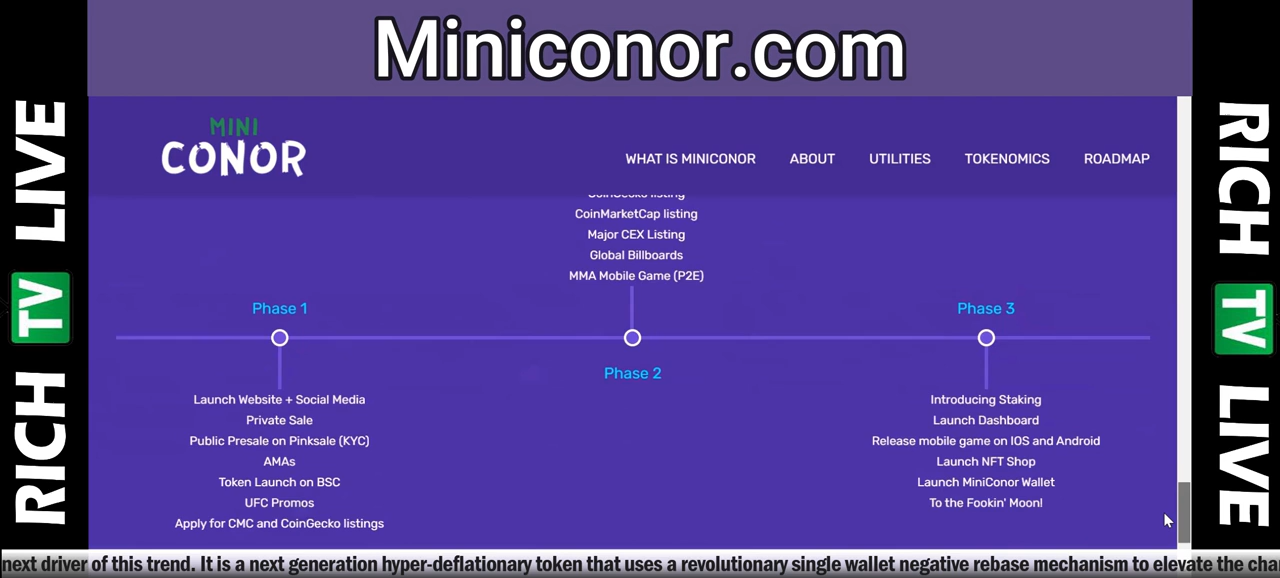 Miniconor.com
RICH TV LIVE
MINI
CONOR
WHAT IS MINICONOR
ABOUT
UTILITIES
TOKENOMICS
ROADMAP
CoinGecko listing
CoinMarketCap listing
Major CEX Listing
Global Billboards
MMA Mobile Game (P2E)
Phase 1
Phase 3
Phase 2
Launch Website + Social Media
Private Sale
Public Presale on Pinksale (KYC)
AMAs
Token Launch on BSC
UFC Promos
Apply for CMC and CoinGecko listings
Introducing Staking
Launch Dashboard
Release mobile game on IOS and Android
Launch NFT Shop
Launch MiniConor Wallet
To the Fookin' Moon!
RICH TV LIVE
next driver of this trend. It is a next generation hyper-deflationary token that uses a revolutionary single wallet negative rebase mechanism to elevate the cha